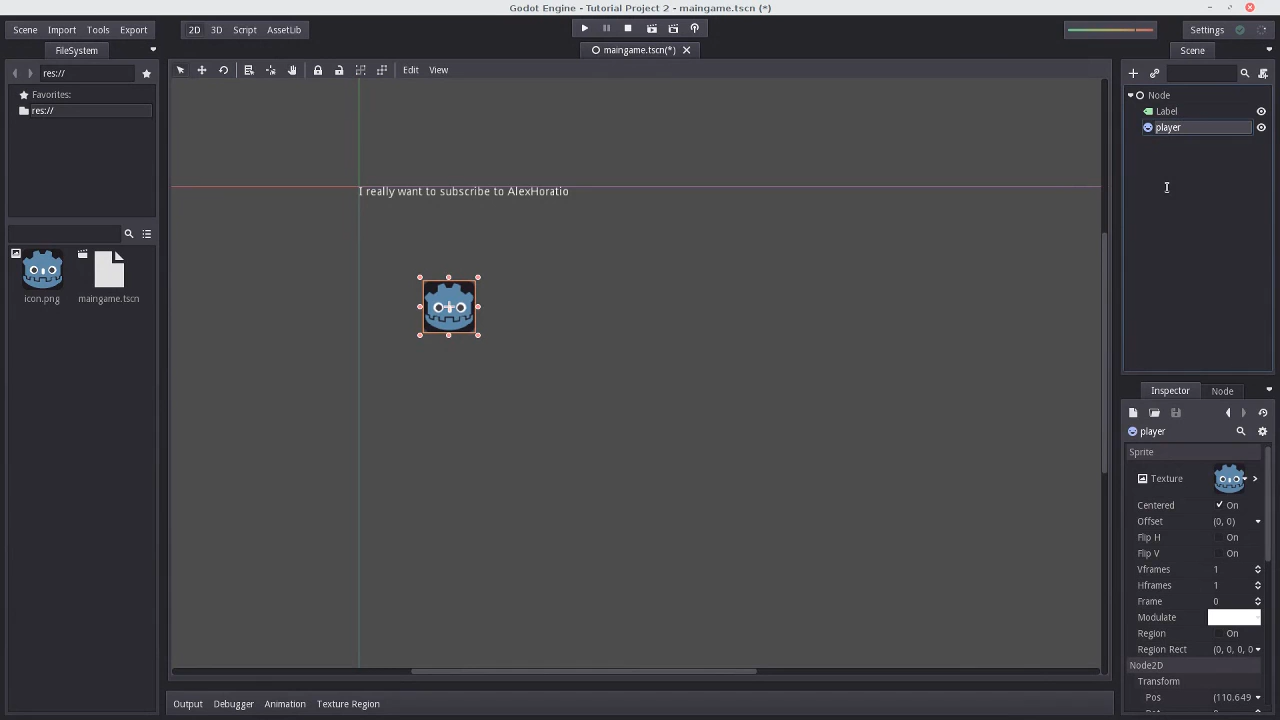 Godot Engine - Tutorial Project 2 - maingame.tscn (*)
Scene Import Tools Export
2D 3D Script AssetLib
Settings
FileSystem
maingame.tscn(*)
Scene
res://
Favorites:
res://
icon.png
maingame.tscn
Edit View
I really want to subscribe to AlexHoratio
Node
Label
player
Inspector Node
player
Sprite
Texture
Centered On
Offset (0, 0)
Flip H On
Flip V On
Vframes 1
Hframes 1
Frame 0
Modulate
Region On
Region Rect (0, 0, 0, 0
Node2D
Transform
Pos (110.649
Output Debugger Animation Texture Region